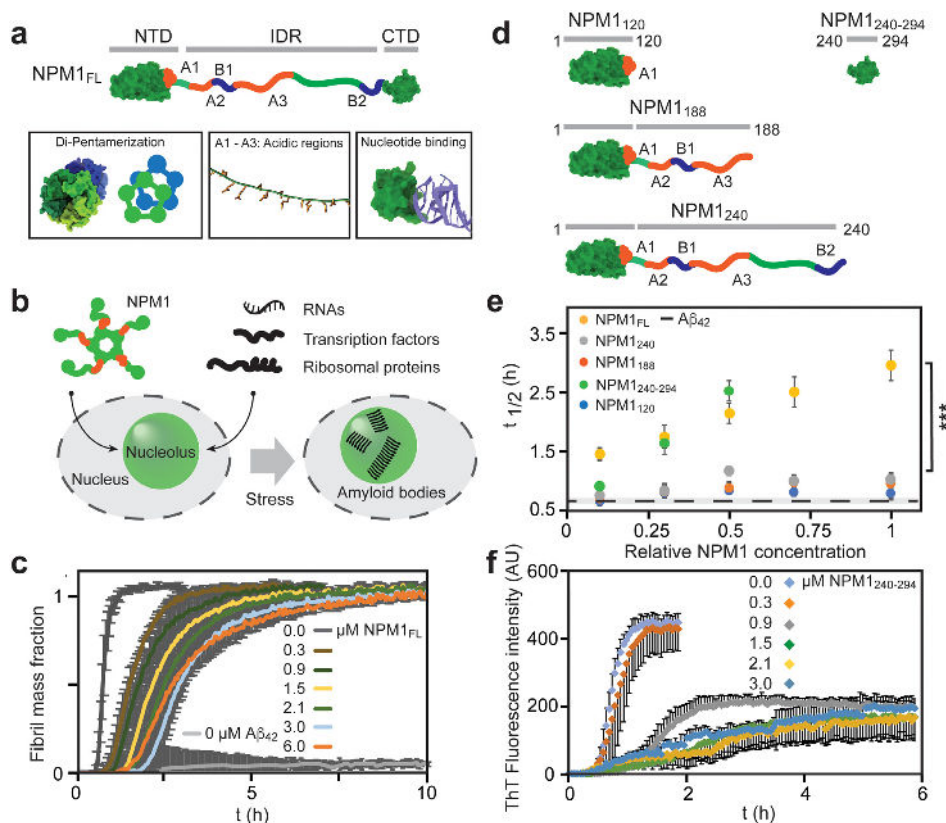 a
NTD IDR CTD
NPM1FL
A1 B1
A2 A3 B2
Di-Pentamerization
A1 - A3: Acidic regions
Nucleotide binding
b
NPM1
RNAs
Transription factors
Ribosomal proteins
Nucleolus
Nucleus
Stress
Amyloid bodies
c
Fibril mass fraction
1
0
0 5 10
t (h)
0.0 µM NPM1FL
0.3
0.9
1.5
2.1
3.0
6.0
0 µM Aβ42
d
NPM1120
1 120
A1
NPM1240-294
240 294
NPM1188
1 188
A1 B1
A2 A3
NPM1240
1 240
A1 B1 B2
A2 A3
e
t 1/2 (h)
3.5
2.5
1.5
0.5
NPM1FL
Aβ42
NPM1240
NPM1188
NPM1240-294
NPM1120
***
0 0.25 0.5 0.75 1
Relative NPM1 concentration
f
ThT Fluorescence intensity (AU)
600
400
200
0
0.0 µM NPM1240-294
0.3
0.9
1.5
2.1
3.0
0 2 4 6
t (h)